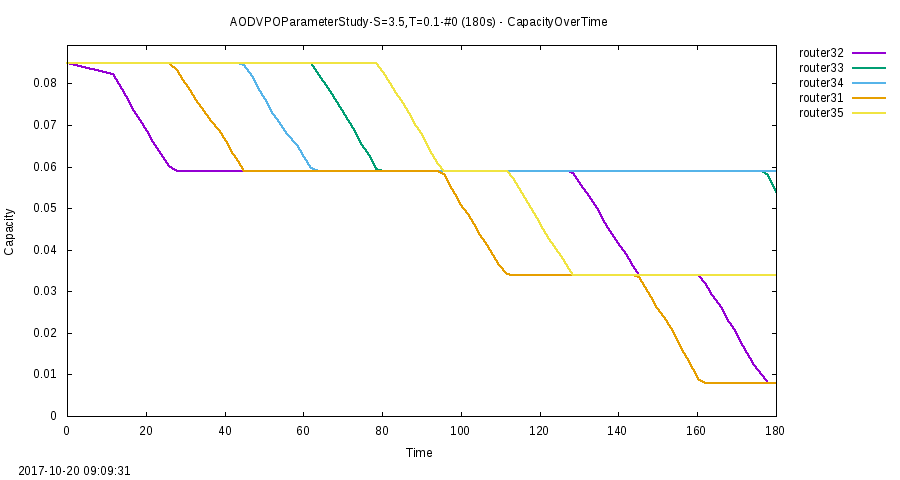 AODVPOParameterStudy-S=3.5,T=0.1-#0 (180s) - CapacityOverTime
router32
router33
router34
router31
router35
0.08
0.07
0.06
0.05
0.04
0.03
0.02
0.01
0
Capacity
0 20 40 60 80 100 120 140 160 180
Time
2017-10-20 09:09:31